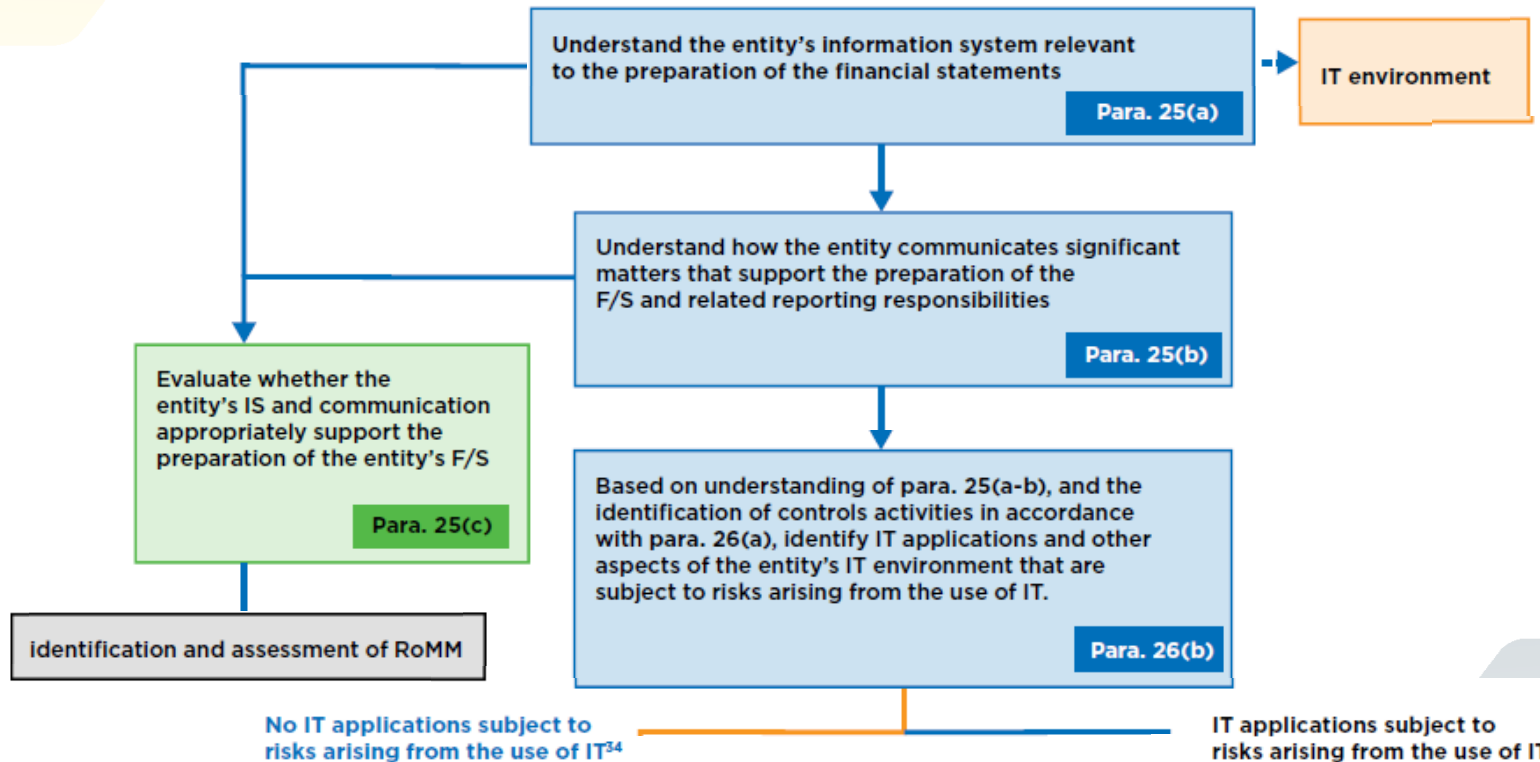 Understand the entity's information system relevant
to the preparation of the financial statements
Para. 25(a)
IT environment
Understand how the entity communicates significant
matters that support the preparation of the
F/S and related reporting responsibilities
Para. 25(b)
Evaluate whether the
entity's IS and communication
appropriately support the
preparation of the entity's F/S
Para. 25(c)
Based on understanding of para. 25(a-b), and the
identification of controls activities in accordance
with para. 26(a), identify IT applications and other
aspects of the entity's IT environment that are
subject to risks arising from the use of IT.
Para. 26(b)
identification and assessment of RoMM
No IT applications subject to
risks arising from the use of IT³⁴
IT applications subject to
risks arising from the use of IT